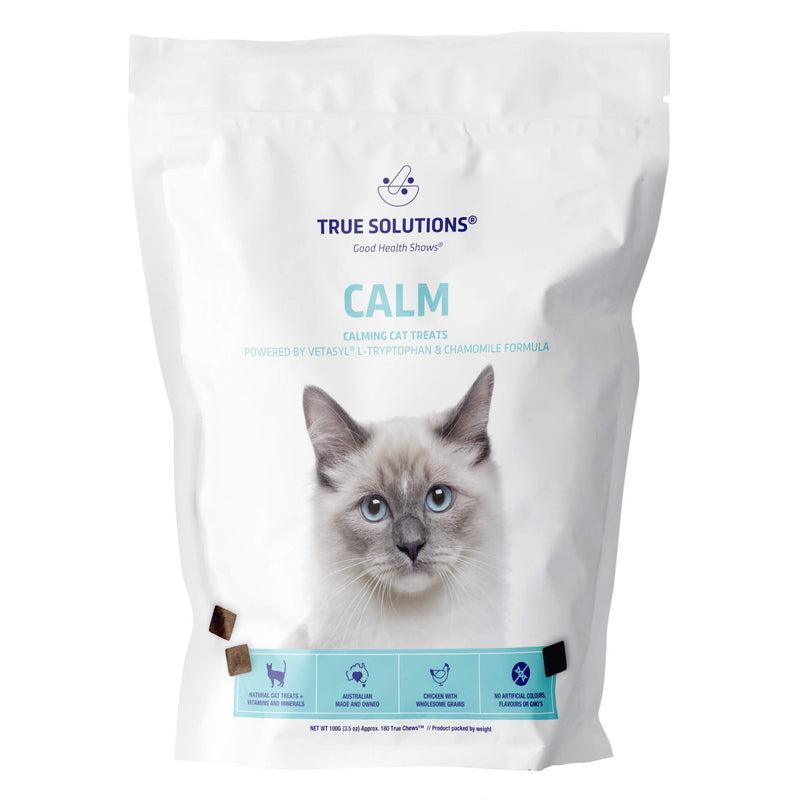 TRUE SOLUTIONS®
Good Health Shows®
CALM
CALMING CAT TREATS
POWERED BY VETASYL® L-TRYPTOPHAN & CHAMOMILE FORMULA
NATURAL CAT TREATS +
VITAMINS AND MINERALS
AUSTRALIAN
MADE AND OWNED
CHICKEN WITH
WHOLESOME GRAINS
NO ARTIFICIAL COLOURS,
FLAVOURS OR GMO'S
NET WT 100G (3.5 oz) Approx. 180 True Chews™ // Product packed by weight